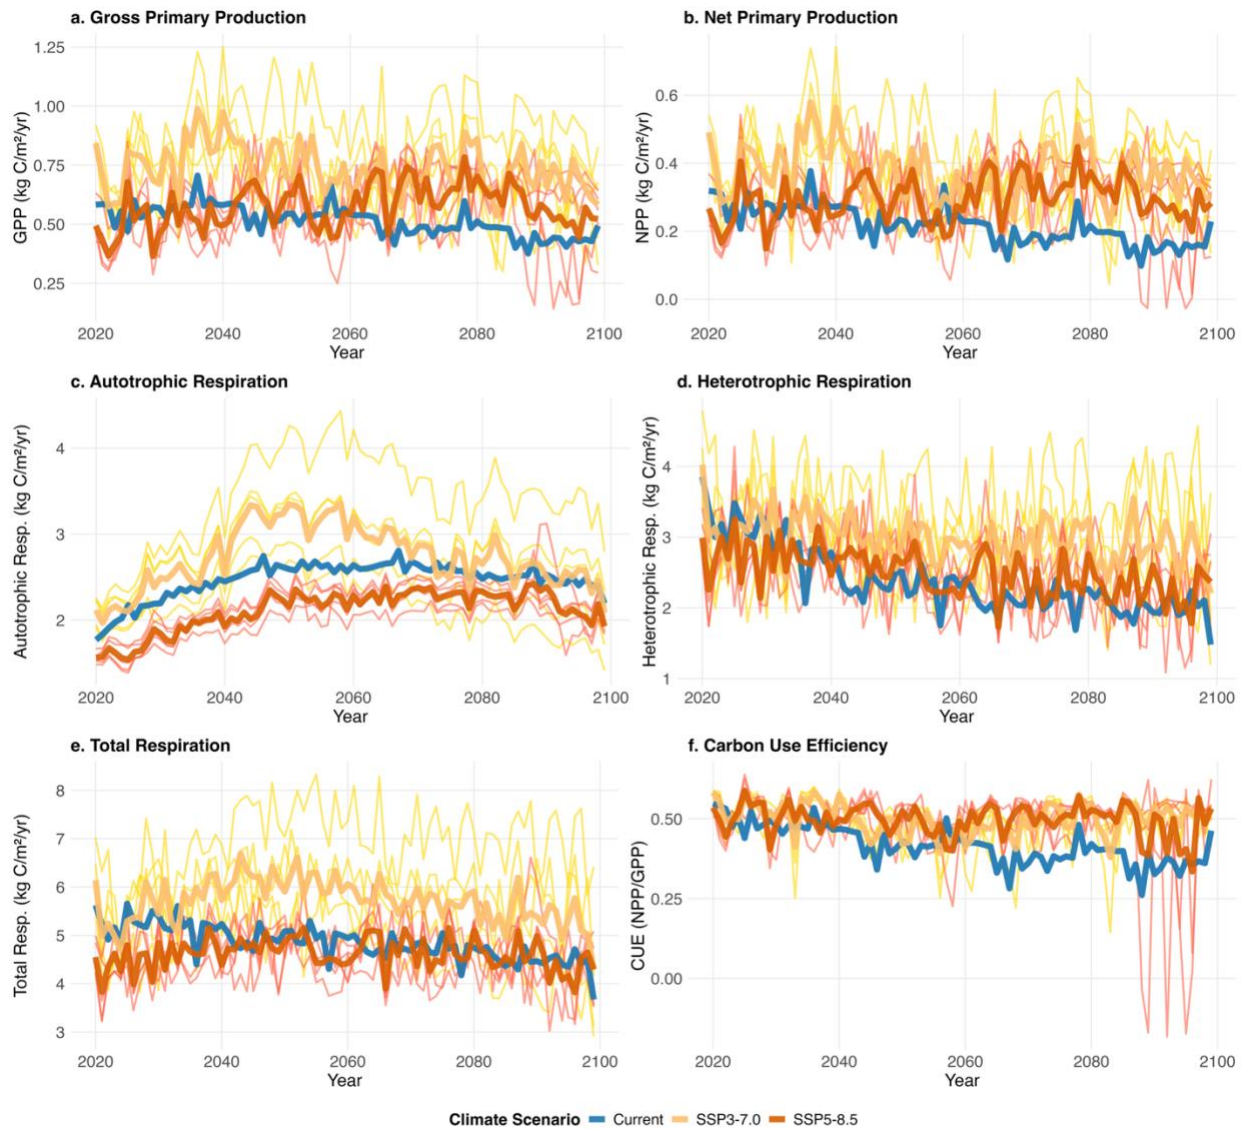 a. Gross Primary Production
GPP (kg C/m²/yr)
1.25
1.00
0.75
0.50
0.25
2020 2040 2060 2080 2100
Year
b. Net Primary Production
NPP (kg C/m²/yr)
0.6
0.4
0.2
0.0
2020 2040 2060 2080 2100
Year
c. Autotrophic Respiration
Autotrophic Resp. (kg C/m²/yr)
4
3
2
2020 2040 2060 2080 2100
Year
d. Heterotrophic Respiration
Heterotrophic Resp. (kg C/m²/yr)
4
3
2
1
2020 2040 2060 2080 2100
Year
e. Total Respiration
Total Resp. (kg C/m²/yr)
8
7
6
5
4
3
2020 2040 2060 2080 2100
Year
f. Carbon Use Efficiency
CUE (NPP/GPP)
0.50
0.25
0.00
2020 2040 2060 2080 2100
Year
Climate Scenario Current SSP3-7.0 SSP5-8.5